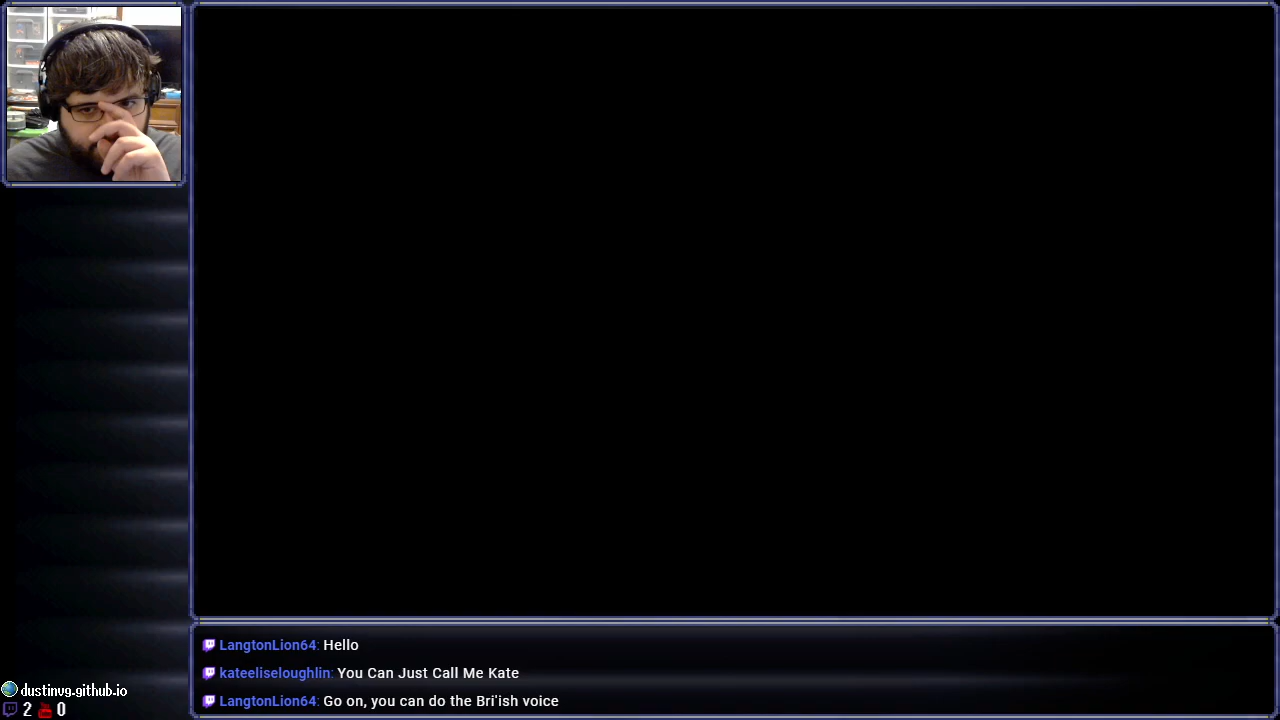 LangtonLion64: Hello
kateeliseloughlin: You Can Just Call Me Kate
LangtonLion64: Go on, you can do the Bri'ish voice
dustinvg.github.io
2 0